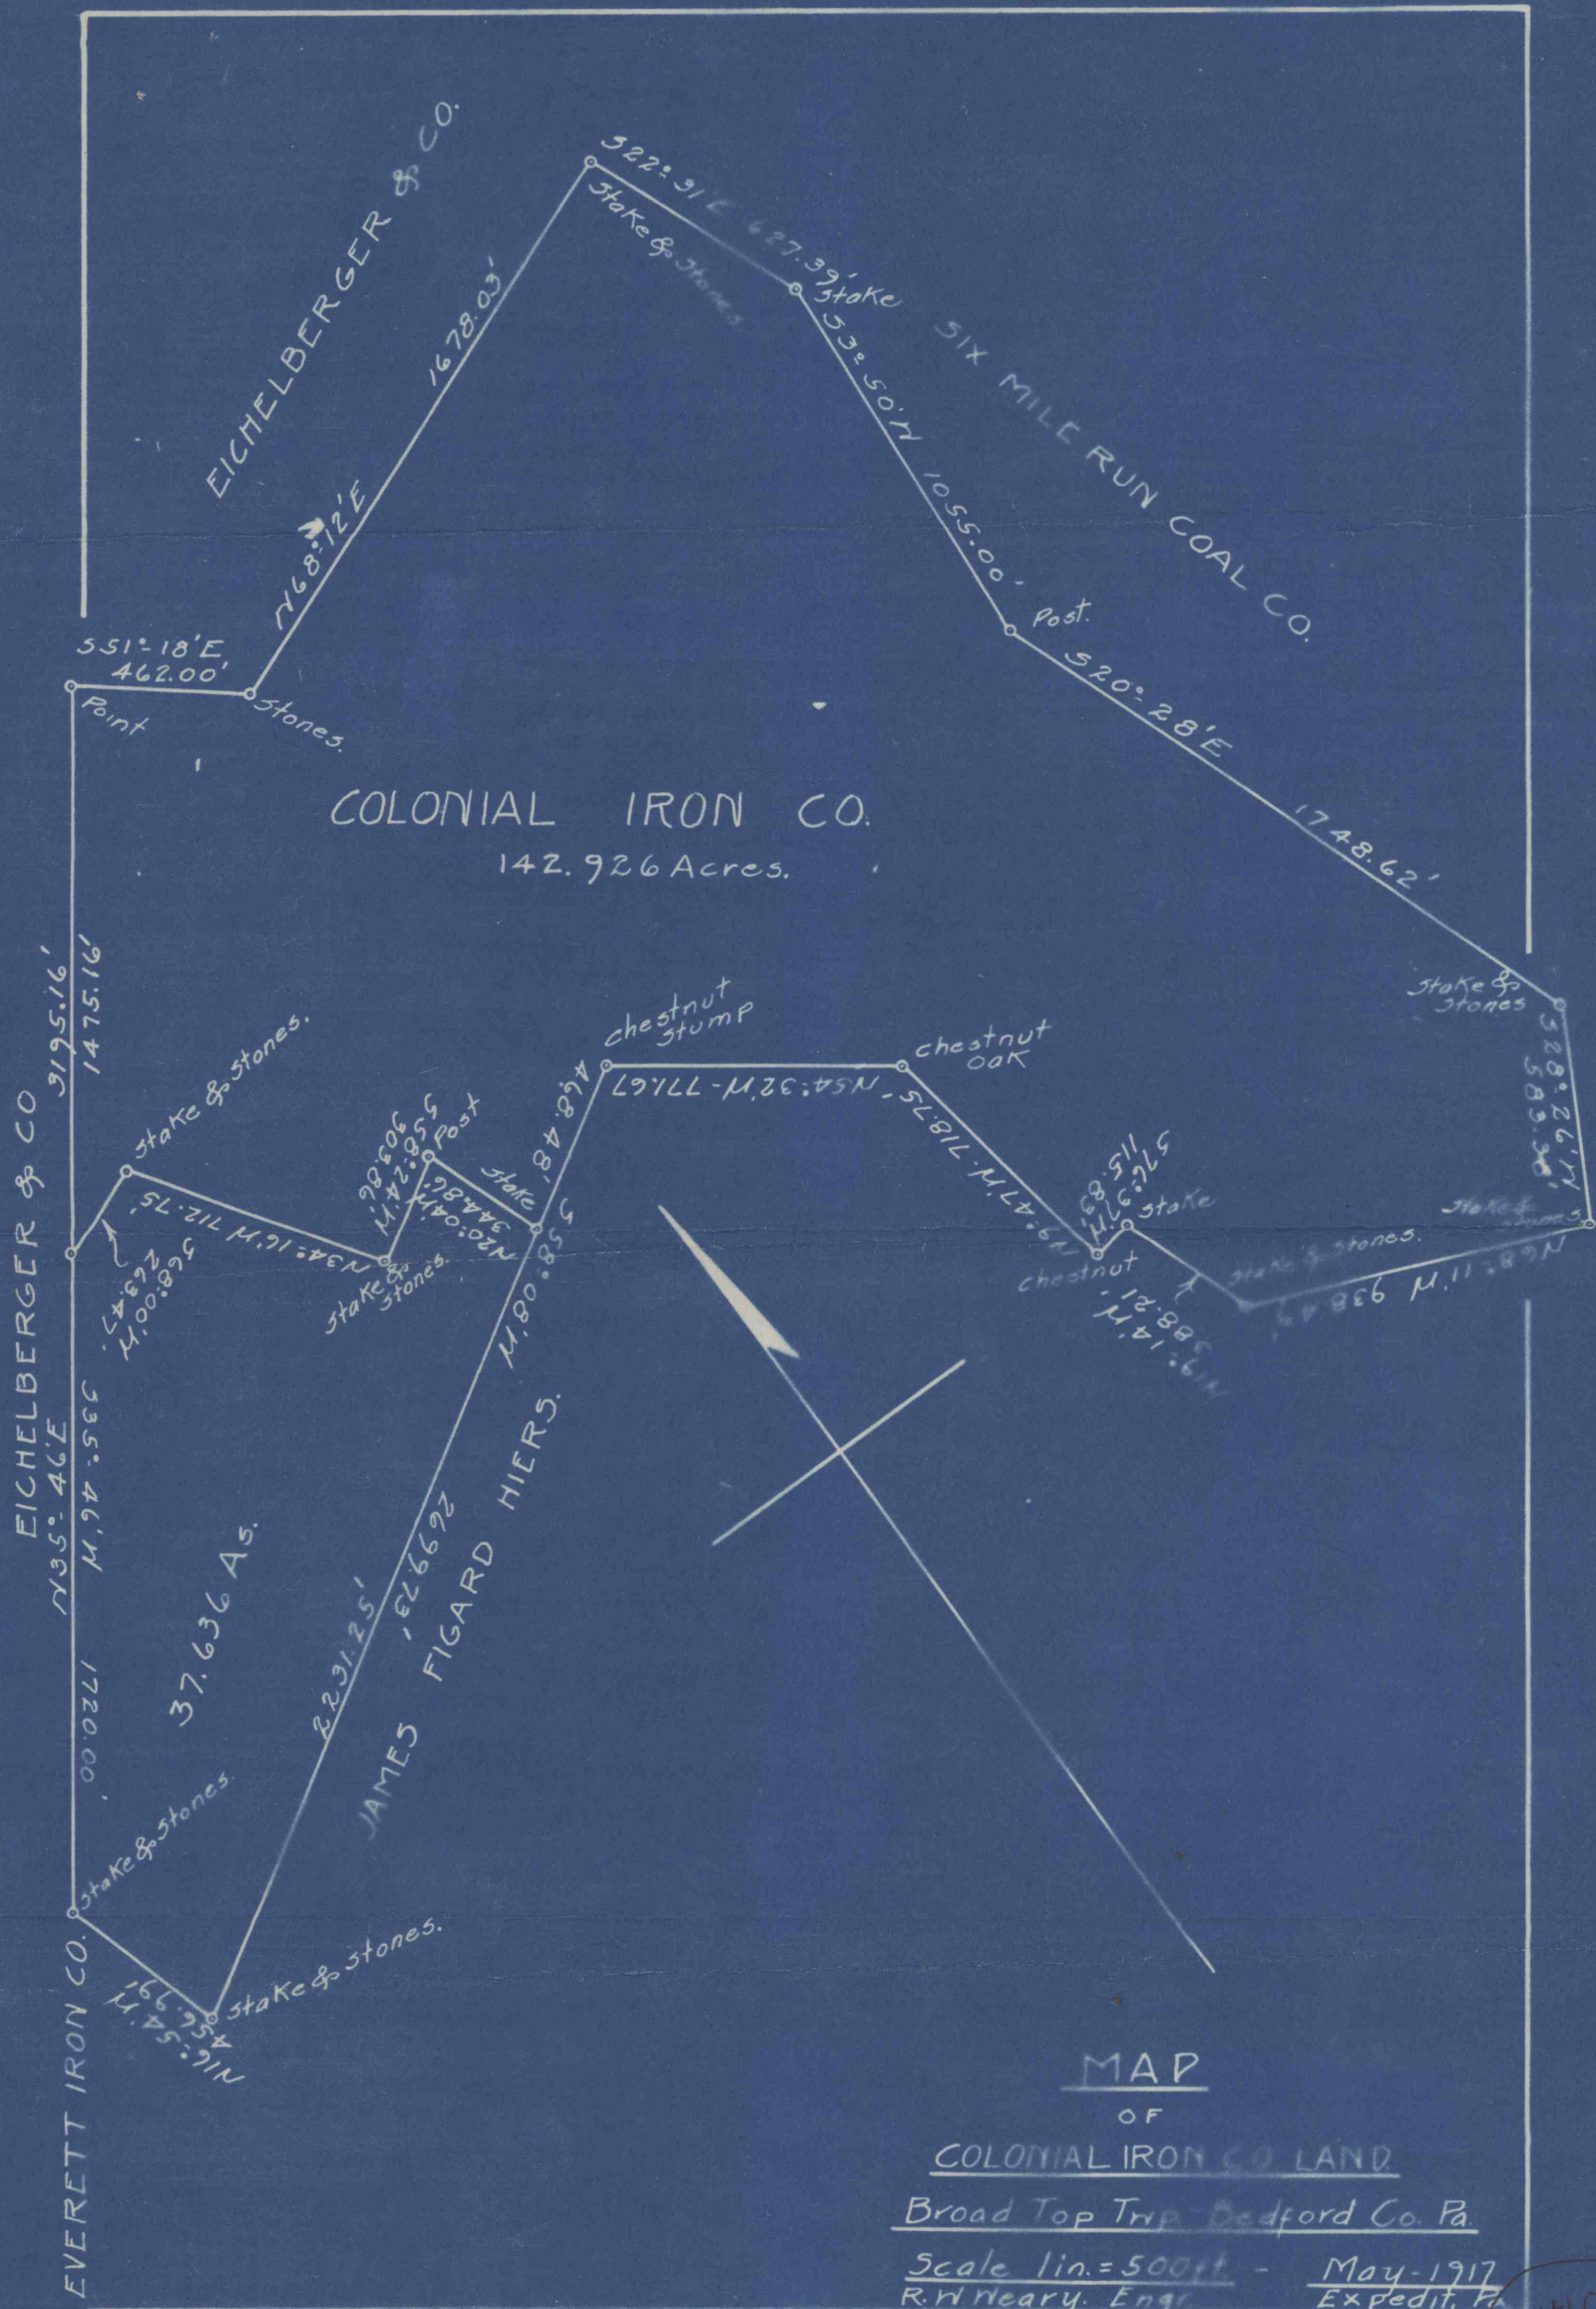 EICHELBERGER & CO.
S22°-31'E 627.39'
Stake & Stones.
Stake
S3°-50'W 1055.00'
SIX MILE RUN COAL CO.
1678.03'
N68°-12'E
Post.
S20°-28'E 1748.62'
S51°-18'E
462.00'
Point
Stones.
COLONIAL IRON CO.
142.926 Acres.
Stake &
Stones
S28°-26'W
EICHELBERGER & CO
3195.16'
1475.16'
Stake & Stones.
chestnut
stump
chestnut
oak
N54°-32'W-771.67
468.48'
N9°-47'W-718.75'
S76°-37'W
115.83'
Stake
Post
Stake
S58°-24'W
303.86'
N20°-04'W
344.86'
N34°-16'W 712.75'
Stake &
Stones.
S68°-00'W
263.47'
S58°-08'W
2699.73'
chestnut
N19°-14'W
388.21'
Stake & Stones.
Stake &
N68°-11'W 938.49'
N35°-46'E
S35°-46'W 1720.00'
37.636 As.
2231.25'
JAMES FIGARD HIERS.
Stake & Stones.
Stake & Stones.
N16°-54'W
456.99'
EVERETT IRON CO.
MAP
OF
COLONIAL IRON CO LAND
Broad Top Twp Bedford Co. Pa.
Scale 1in.=500ft - May-1917
R.W.Neary. Engr. Expedit, Pa